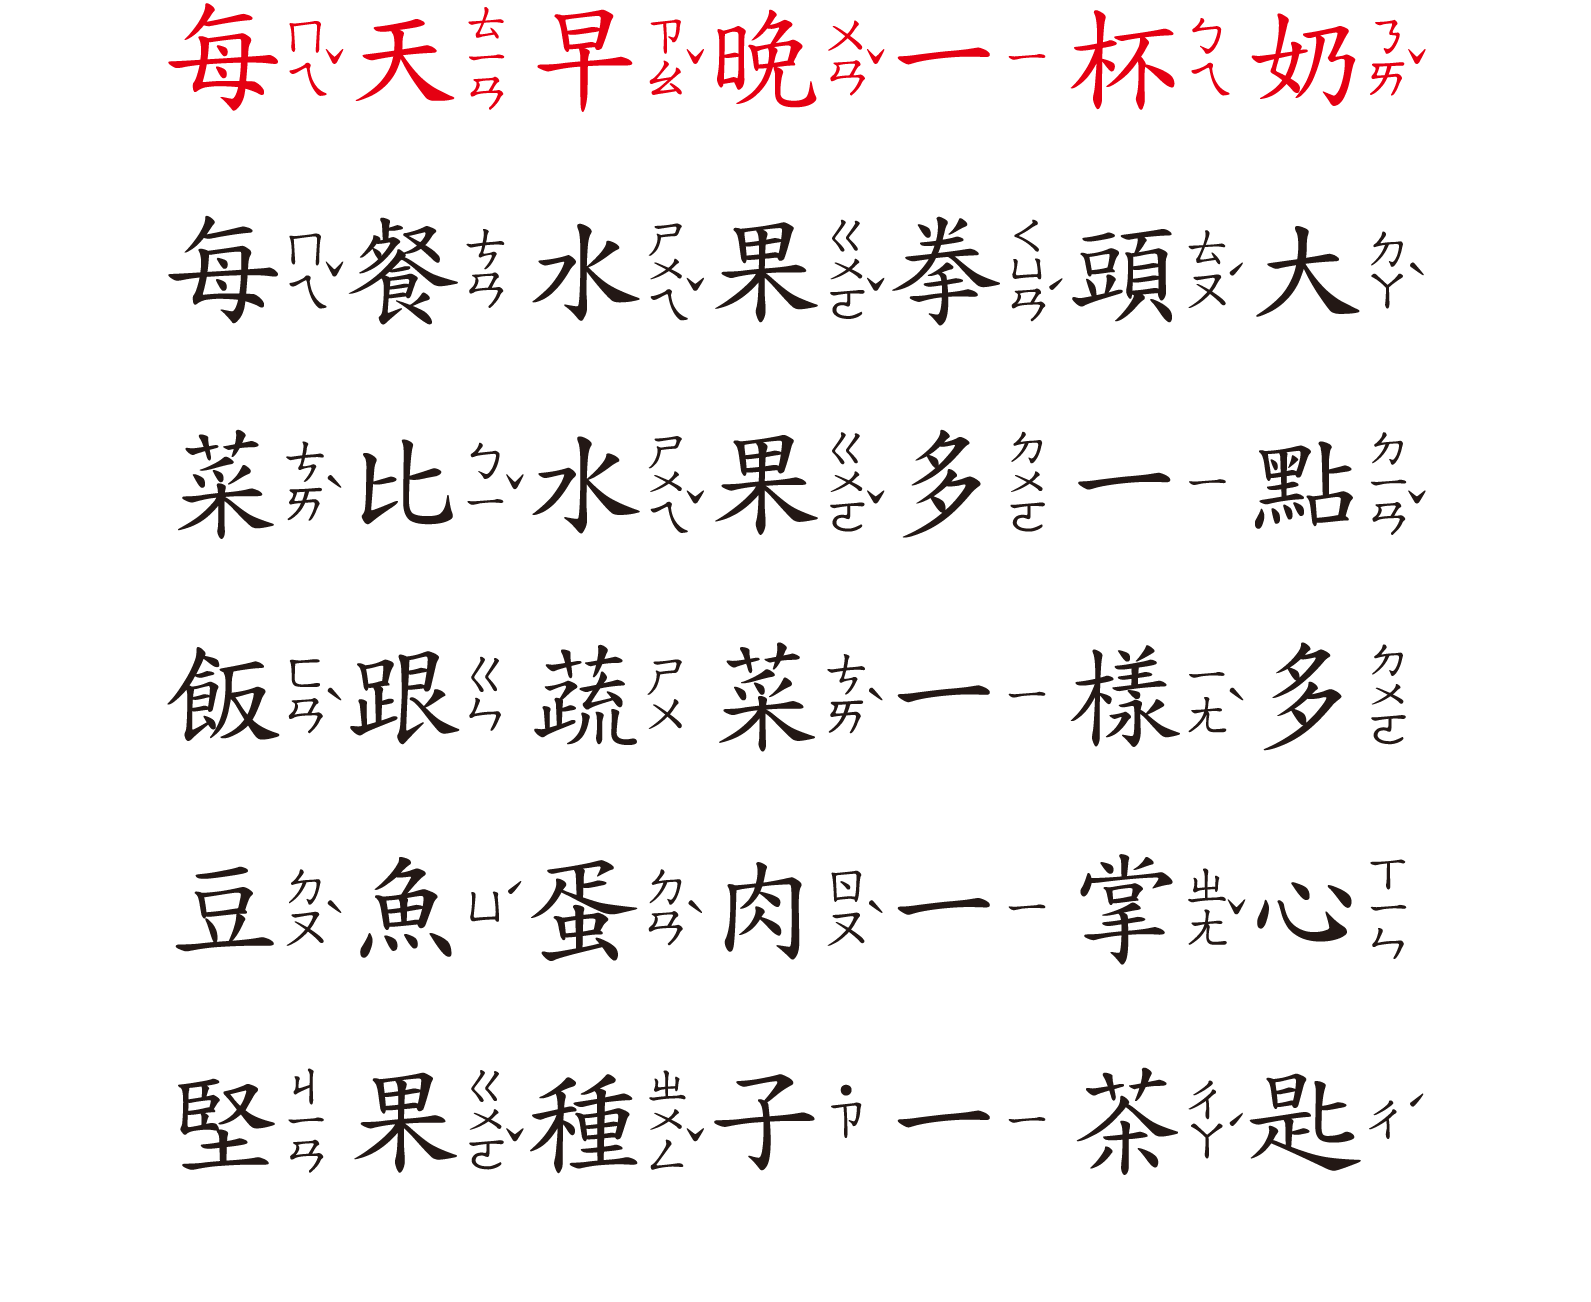 每ㄇㄟˇ天ㄊㄧㄢ早ㄗㄠˇ晚ㄨㄢˇ一ㄧ杯ㄅㄟ奶ㄋㄞˇ
每ㄇㄟˇ餐ㄘㄢ水ㄕㄨㄟˇ果ㄍㄨㄛˇ拳ㄑㄩㄢˊ頭ㄊㄡˊ大ㄉㄚˋ
菜ㄘㄞˋ比ㄅㄧˇ水ㄕㄨㄟˇ果ㄍㄨㄛˇ多ㄉㄨㄛ一ㄧ點ㄉㄧㄢˇ
飯ㄈㄢˋ跟ㄍㄣ蔬ㄕㄨ菜ㄘㄞˋ一ㄧ樣ㄧㄤˋ多ㄉㄨㄛ
豆ㄉㄡˋ魚ㄩˊ蛋ㄉㄢˋ肉ㄖㄡˋ一ㄧ掌ㄓㄤˇ心ㄒㄧㄣ
堅ㄐㄧㄢ果ㄍㄨㄛˇ種ㄓㄨㄥˇ子˙ㄗ一ㄧ茶ㄔㄚˊ匙ㄔˊ